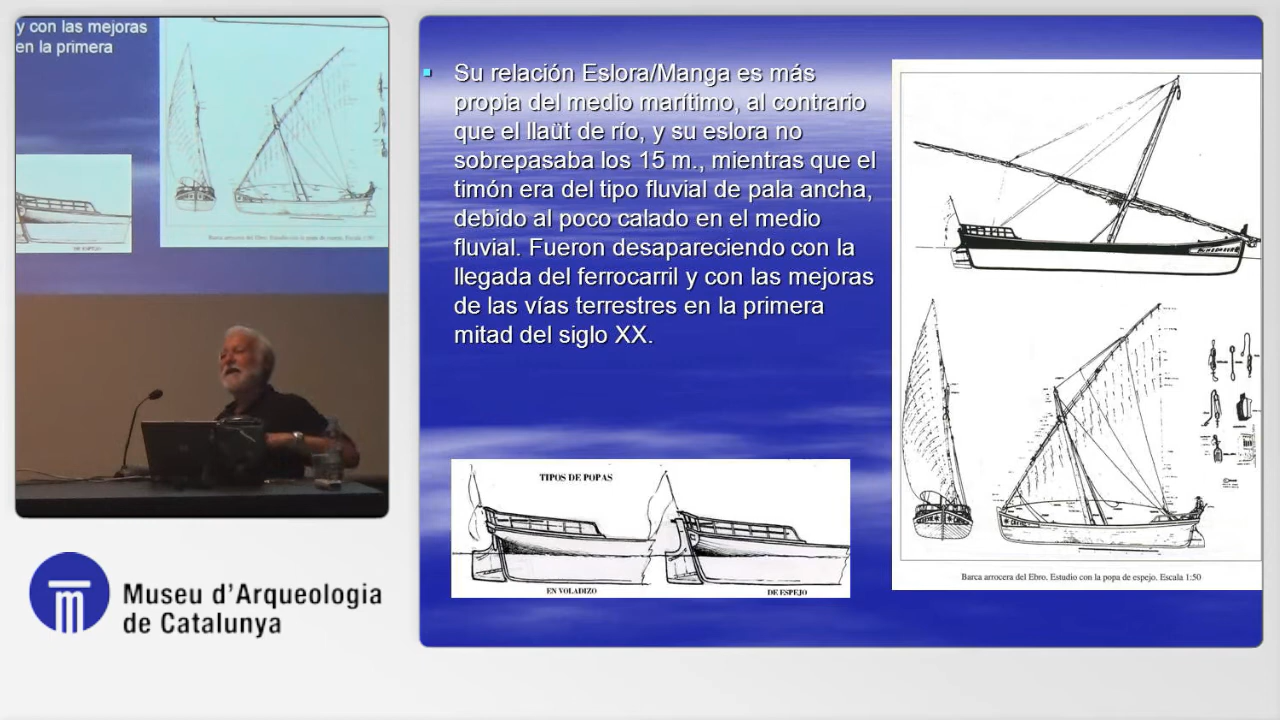 y con las mejoras
en la primera
DE ESPEJO
Barca arrocera del Ebro. Estudio con la popa de espejo. Escala 1:50
Museu d'Arqueologia
de Catalunya
Su relación Eslora/Manga es más
propia del medio marítimo, al contrario
que el llaüt de río, y su eslora no
sobrepasaba los 15 m., mientras que el
timón era del tipo fluvial de pala ancha,
debido al poco calado en el medio
fluvial. Fueron desapareciendo con la
llegada del ferrocarril y con las mejoras
de las vías terrestres en la primera
mitad del siglo XX.
TIPOS DE POPAS
EN VOLADIZO
DE ESPEJO
Barca arrocera del Ebro. Estudio con la popa de espejo. Escala 1:50